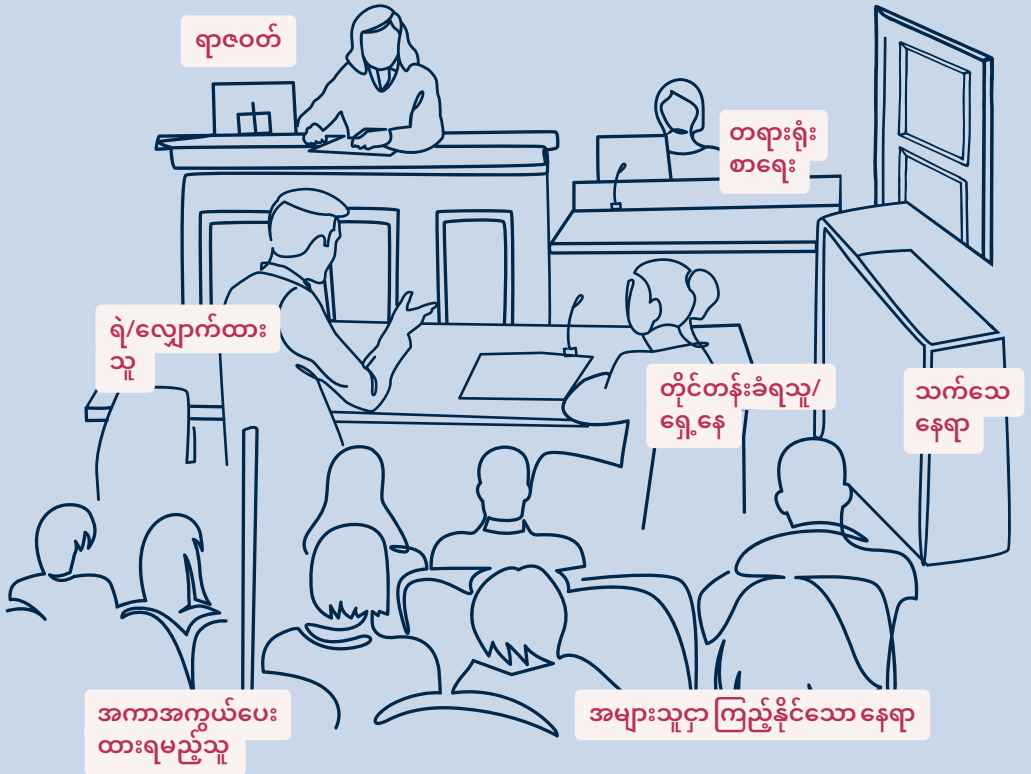 ရာဇဝတ်
တရားရုံး
စာရေး
ရဲ/လျှောက်ထား
သူ
တိုင်တန်းခံရသူ/
ရှေ့နေ
သက်သေ
နေရာ
အကာအကွယ်ပေး
ထားရမည့်သူ
အများသူငှာ ကြည့်နိုင်သော နေရာ